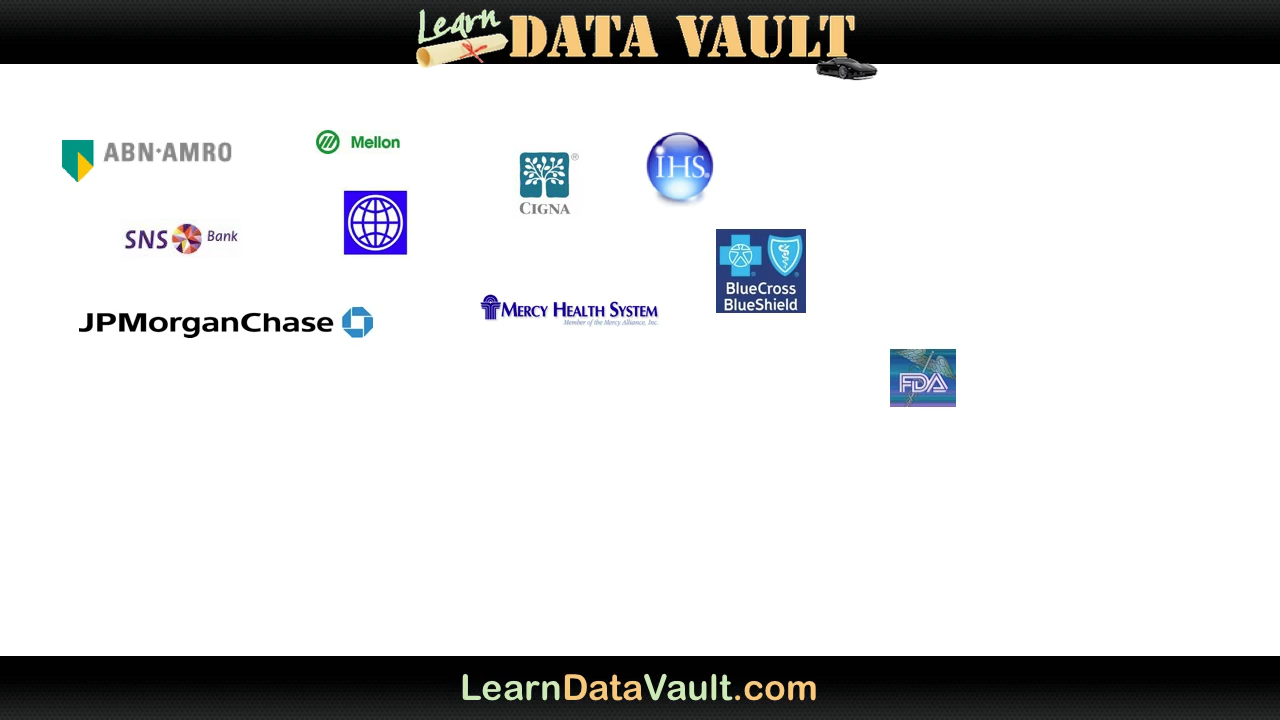 Learn DATA VAULT
ABN·AMRO
Mellon
CIGNA®
IHS®
SNS Bank
BlueCross
BlueShield
MERCY HEALTH SYSTEM
Member of the Mercy Alliance, Inc.
JPMorganChase
FDA
LearnDataVault.com